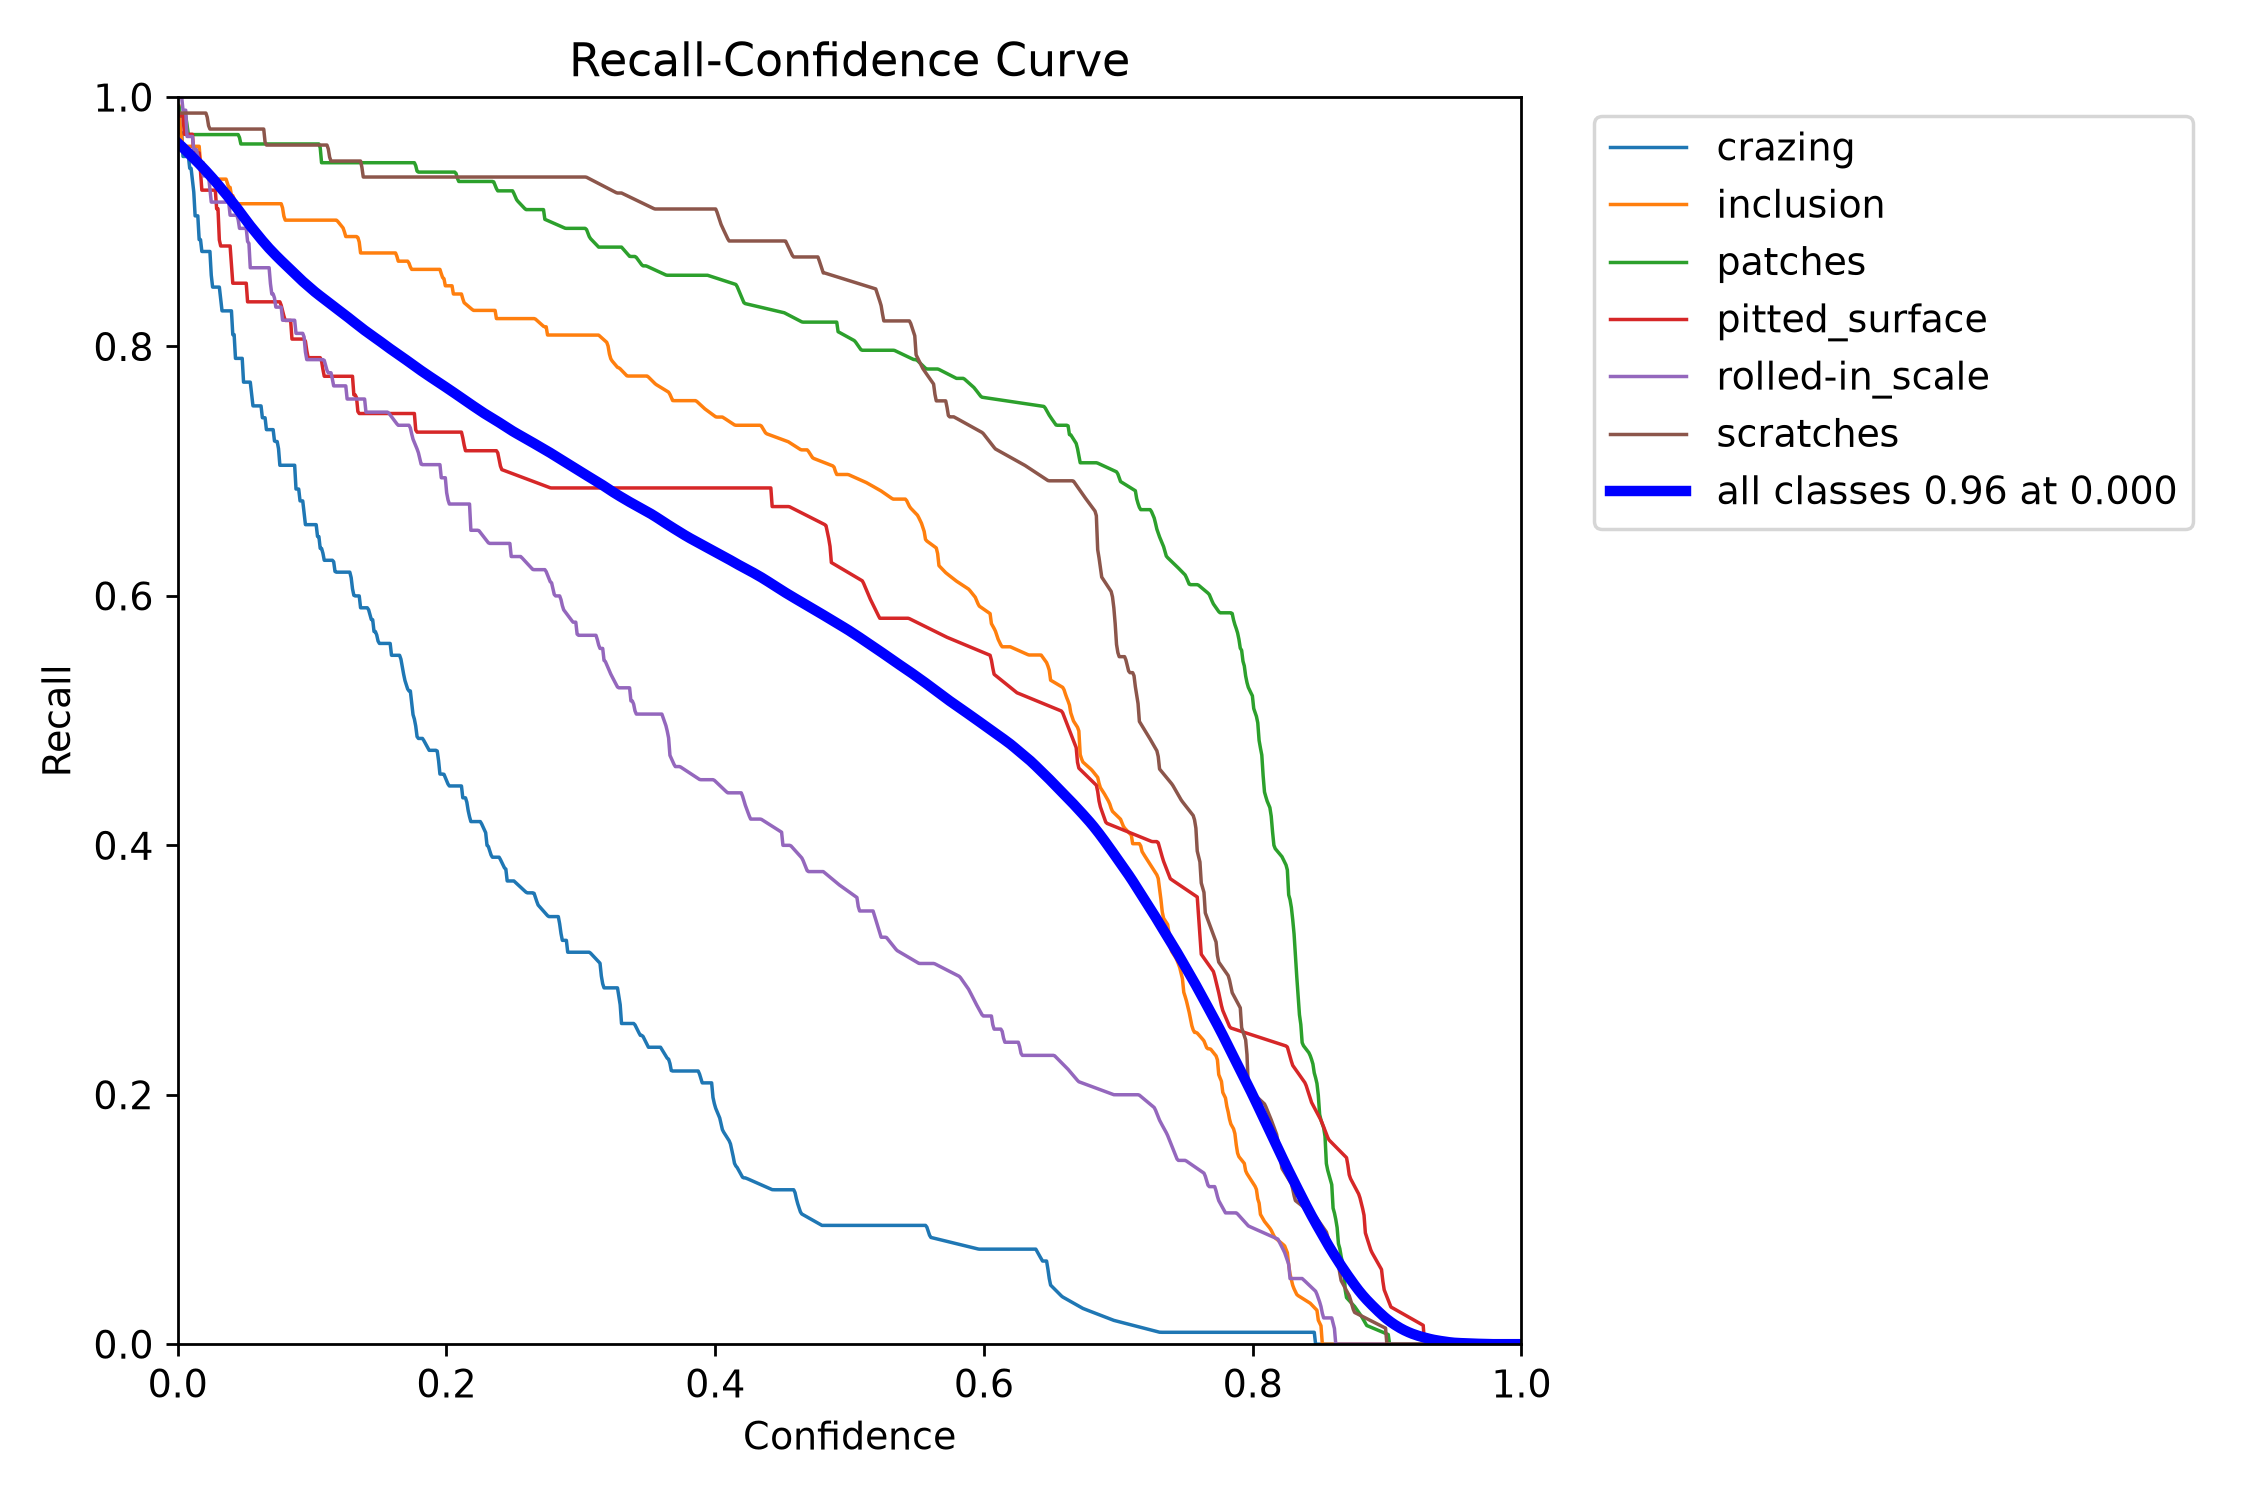 Recall-Confidence Curve
1.0
0.8
0.6
0.4
0.2
0.0
Recall
0.0 0.2 0.4 0.6 0.8 1.0
Confidence
crazing
inclusion
patches
pitted_surface
rolled-in_scale
scratches
all classes 0.96 at 0.000